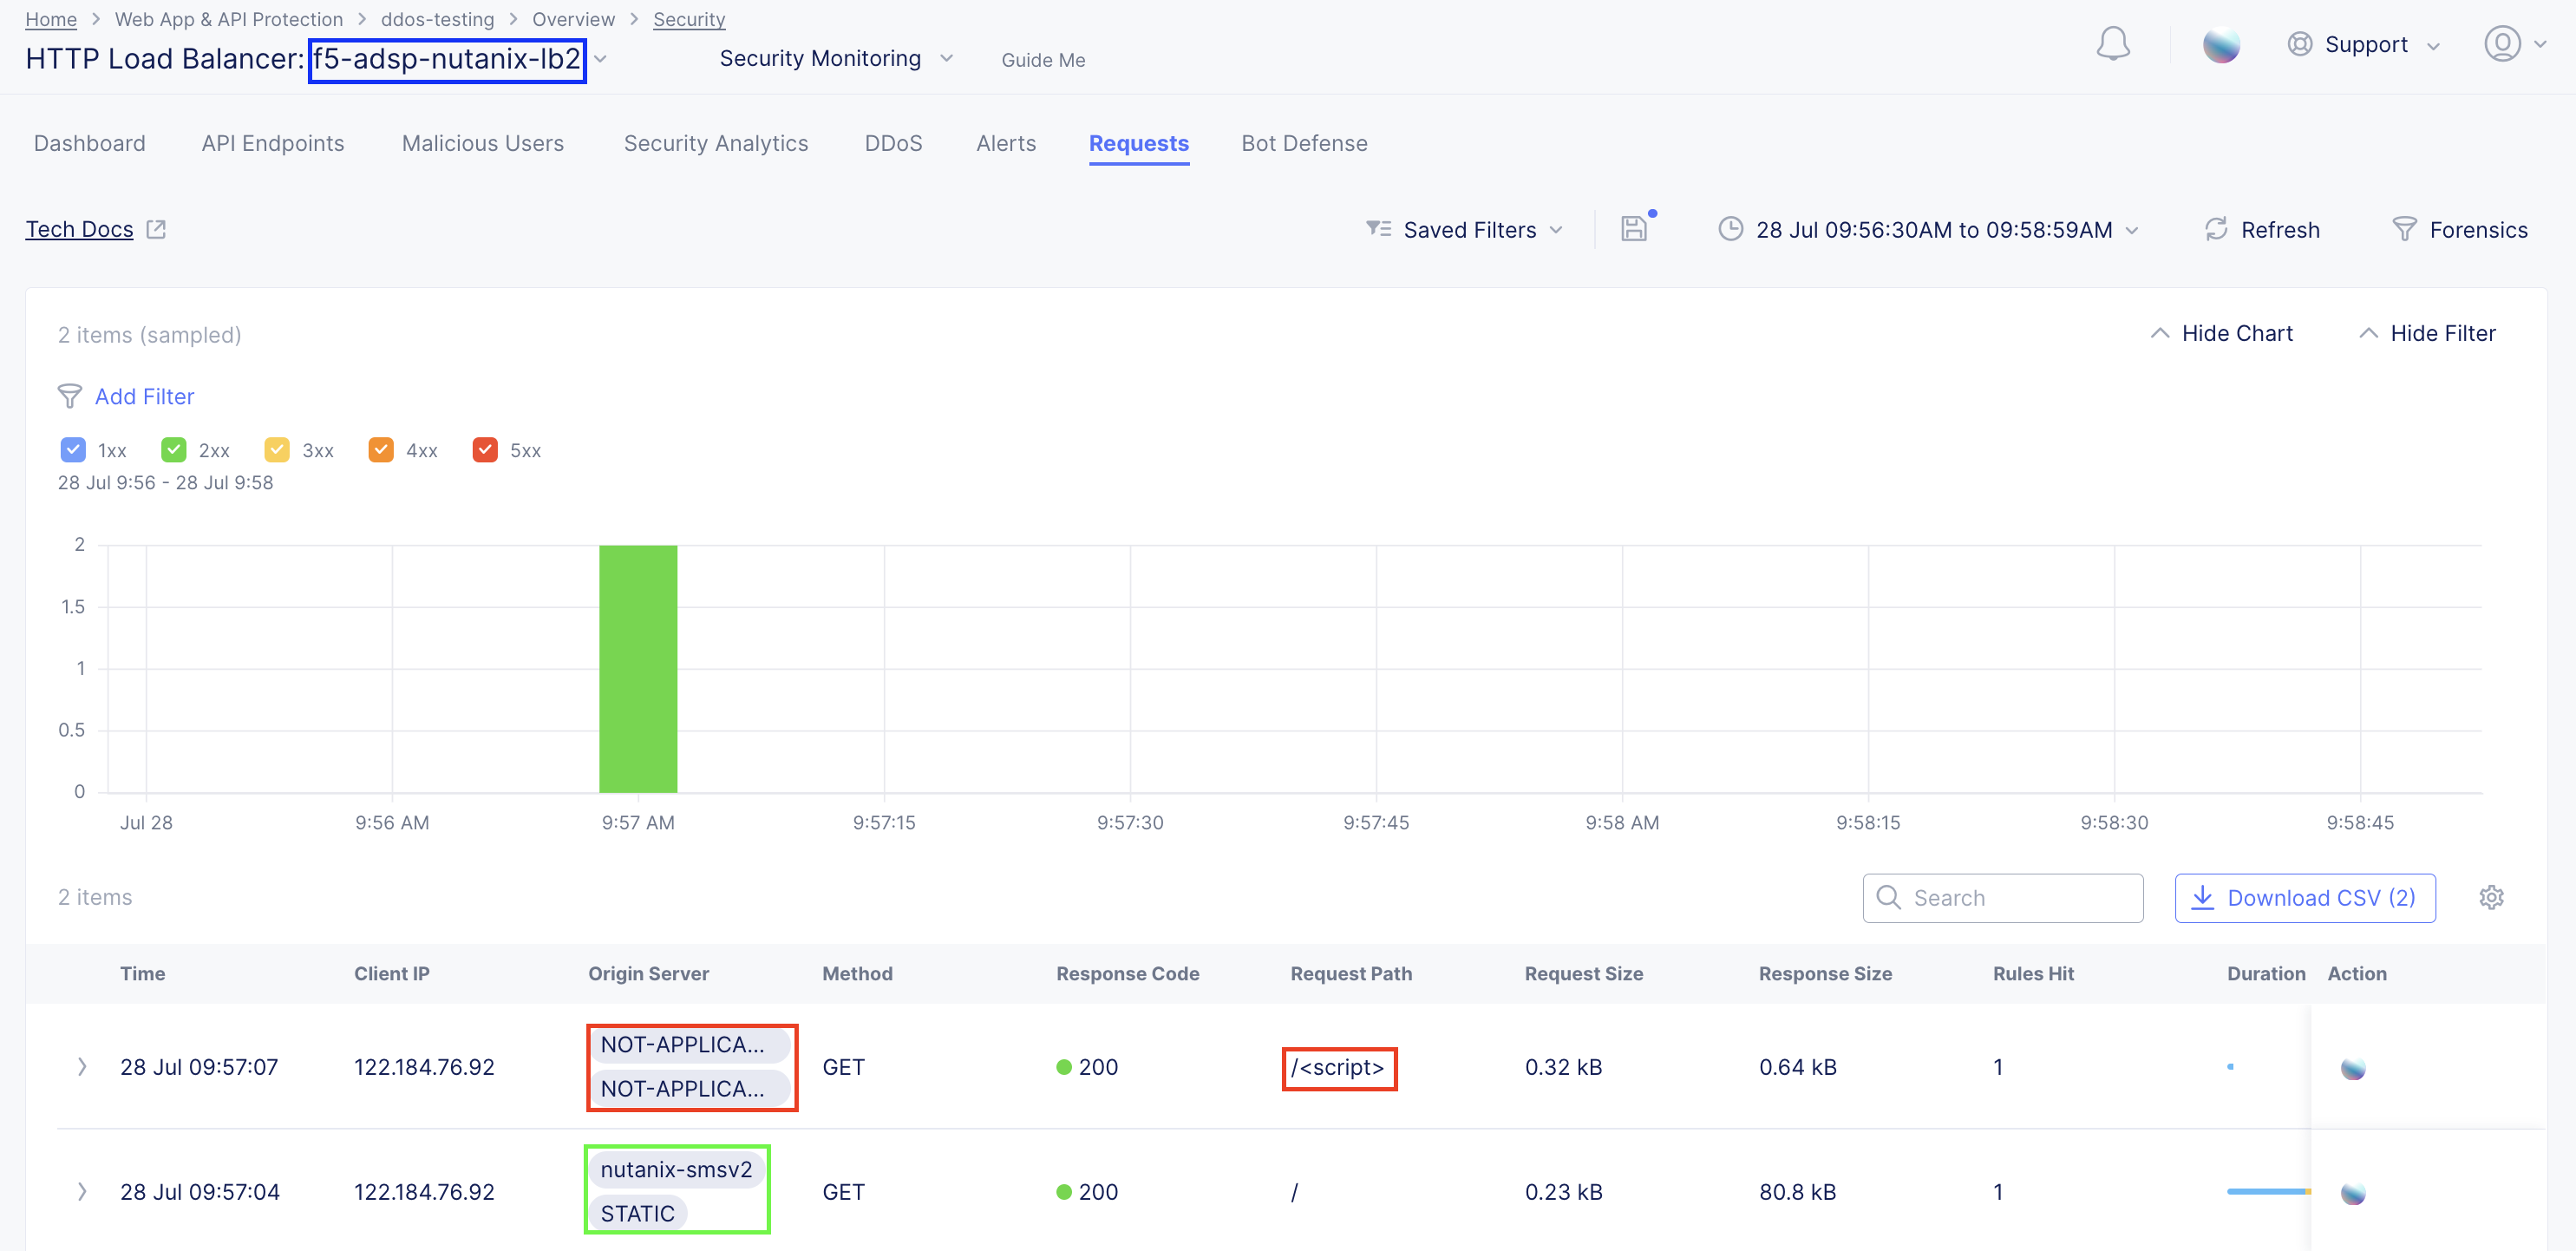 Home > Web App & API Protection > ddos-testing > Overview > Security
HTTP Load Balancer: f5-adsp-nutanix-lb2 Security Monitoring Guide Me Support
Dashboard API Endpoints Malicious Users Security Analytics DDoS Alerts Requests Bot Defense
Tech Docs Saved Filters 28 Jul 09:56:30AM to 09:58:59AM Refresh Forensics
2 items (sampled) Hide Chart Hide Filter
Add Filter
1xx 2xx 3xx 4xx 5xx
28 Jul 9:56 - 28 Jul 9:58
2
1.5
1
0.5
0
Jul 28 9:56 AM 9:57 AM 9:57:15 9:57:30 9:57:45 9:58 AM 9:58:15 9:58:30 9:58:45
2 items Search Download CSV (2)
Time Client IP Origin Server Method Response Code Request Path Request Size Response Size Rules Hit Duration Action
NOT-APPLICA...
28 Jul 09:57:07 122.184.76.92 GET 200 /<script> 0.32 kB 0.64 kB 1
NOT-APPLICA...
nutanix-smsv2
28 Jul 09:57:04 122.184.76.92 GET 200 / 0.23 kB 80.8 kB 1
STATIC